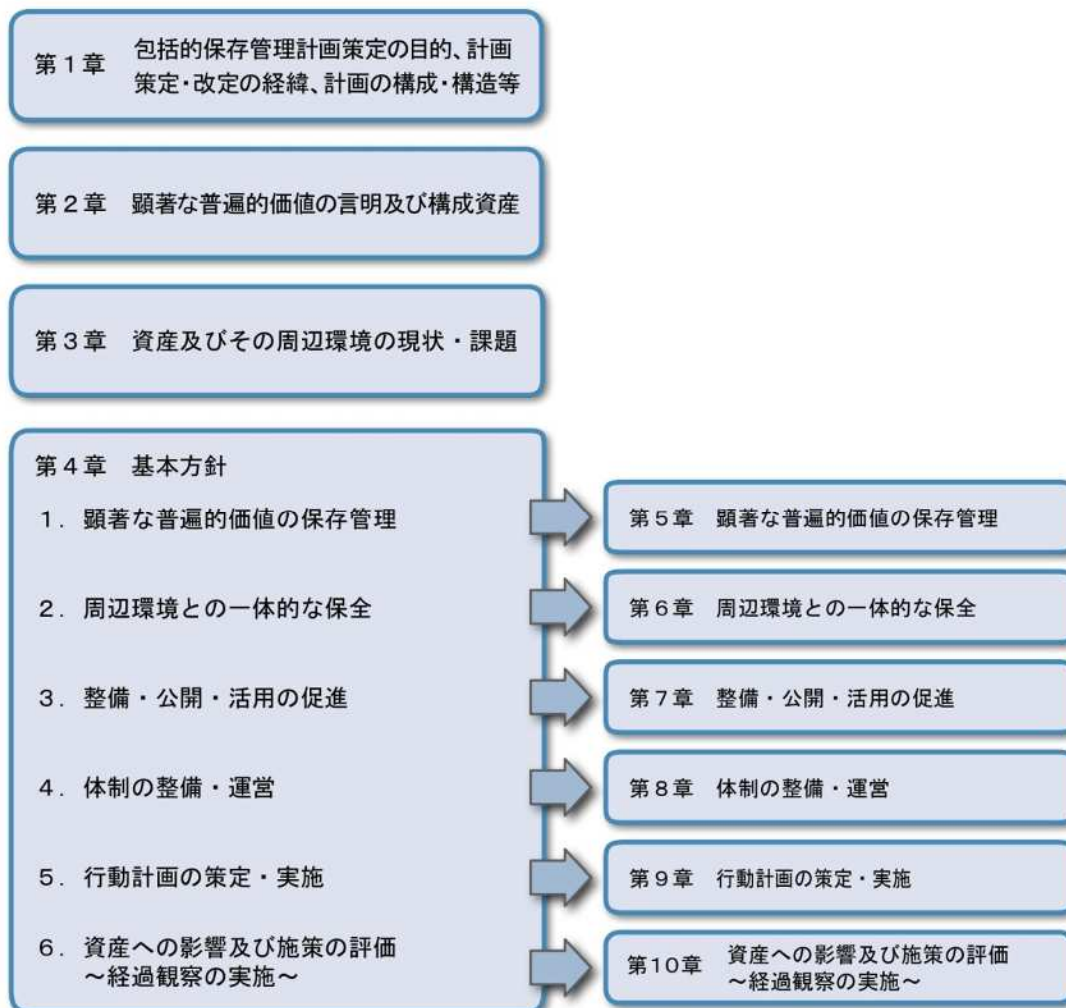 第1章　包括的保存管理計画策定の目的、計画
策定・改定の経緯、計画の構成・構造等
第2章　顕著な普遍的価値の言明及び構成資産
第3章　資産及びその周辺環境の現状・課題
第4章　基本方針
1．顕著な普遍的価値の保存管理
第5章　顕著な普遍的価値の保存管理
2．周辺環境との一体的な保全
第6章　周辺環境との一体的な保全
3．整備・公開・活用の促進
第7章　整備・公開・活用の促進
4．体制の整備・運営
第8章　体制の整備・運営
5．行動計画の策定・実施
第9章　行動計画の策定・実施
6．資産への影響及び施策の評価
～経過観察の実施～
第10章　資産への影響及び施策の評価
～経過観察の実施～